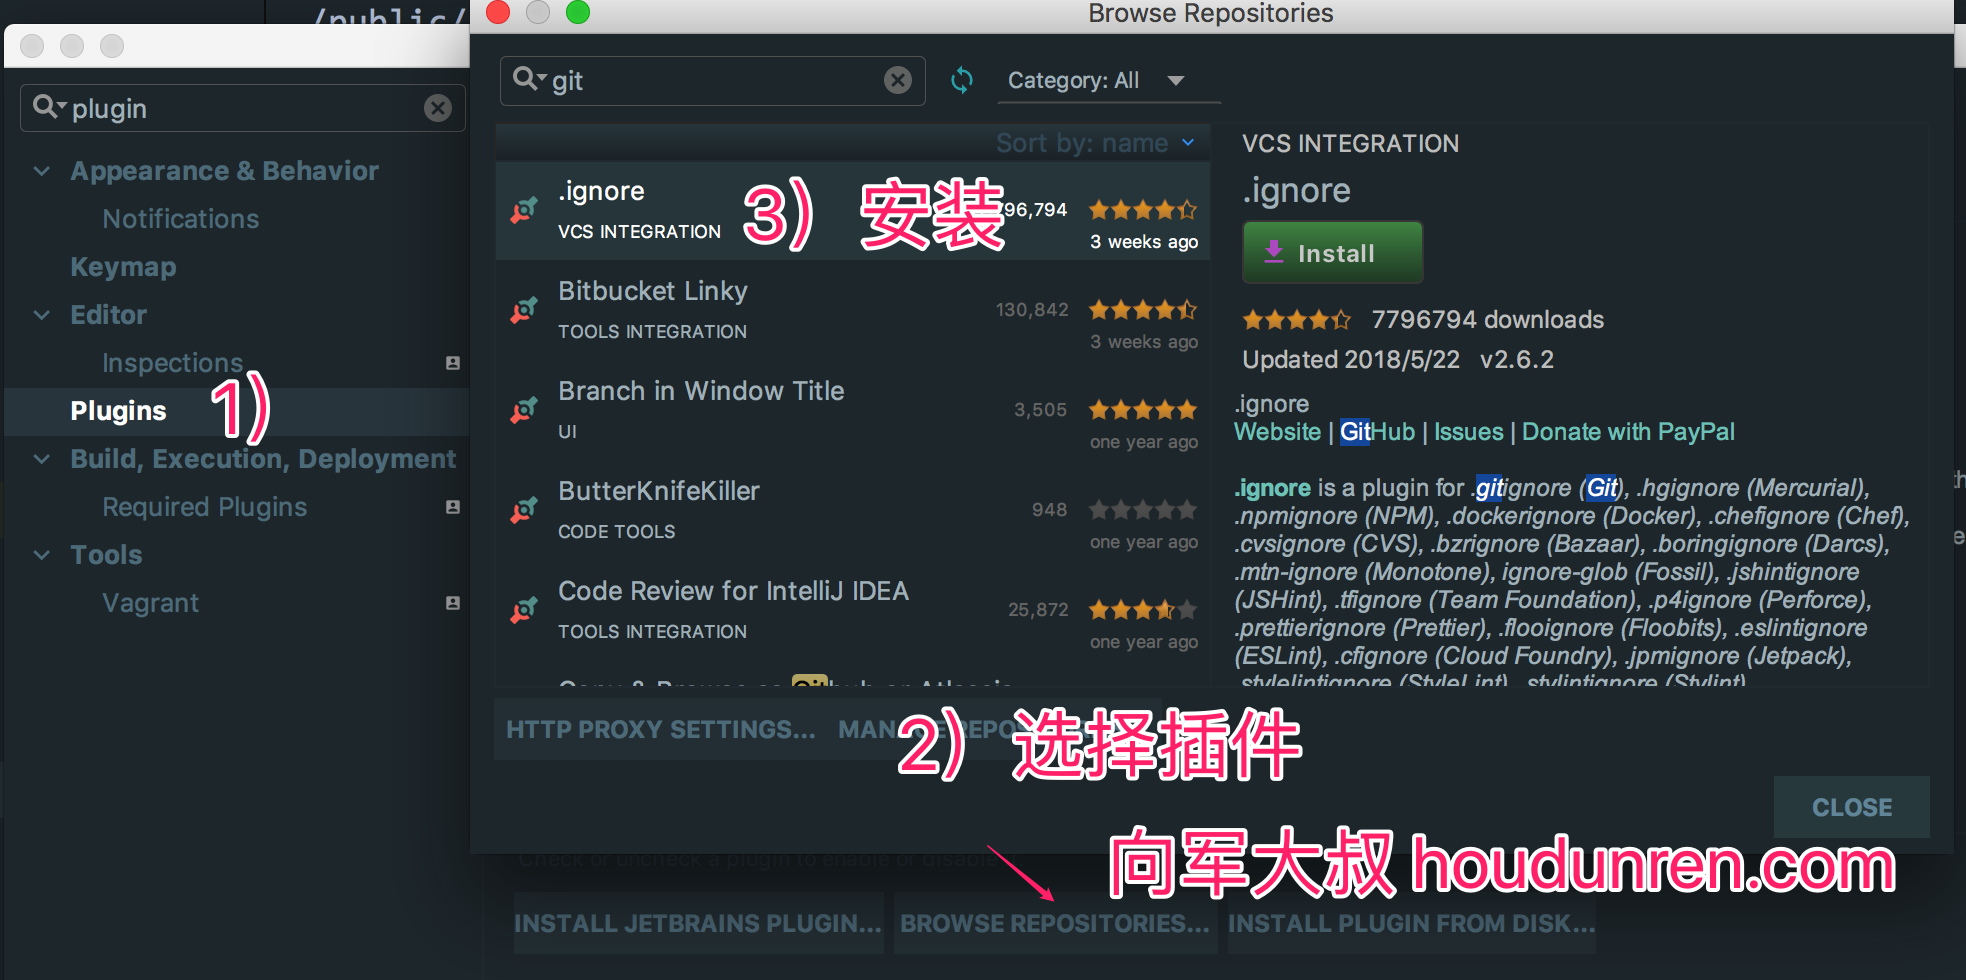 /public/
plugin
Appearance & Behavior
Notifications
Keymap
Editor
Inspections
Plugins
1)
Build, Execution, Deployment
Required Plugins
Tools
Vagrant
Browse Repositories
git
Category: All
Sort by: name
.ignore
VCS INTEGRATION
96,794
3 weeks ago
3） 安装
Bitbucket Linky
TOOLS INTEGRATION
130,842
3 weeks ago
Branch in Window Title
UI
3,505
one year ago
ButterKnifeKiller
CODE TOOLS
948
one year ago
Code Review for IntelliJ IDEA
TOOLS INTEGRATION
25,872
one year ago
VCS INTEGRATION
.ignore
Install
7796794 downloads
Updated 2018/5/22 v2.6.2
.ignore
Website | GitHub | Issues | Donate with PayPal
.ignore is a plugin for .gitignore (Git), .hgignore (Mercurial),
.npmignore (NPM), .dockerignore (Docker), .chefignore (Chef),
.cvsignore (CVS), .bzrignore (Bazaar), .boringignore (Darcs),
.mtn-ignore (Monotone), ignore-glob (Fossil), .jshintignore
(JSHint), .tfignore (Team Foundation), .p4ignore (Perforce),
.prettierignore (Prettier), .flooignore (Floobits), .eslintignore
(ESLint), .cfignore (Cloud Foundry), .jpmignore (Jetpack),
.stylelintignore (StyleLint), .stylintignore (Stylint)
HTTP PROXY SETTINGS...
2） 选择插件
CLOSE
Check or uncheck a plugin to enable or disable
向军大叔 houdunren.com
INSTALL JETBRAINS PLUGIN...
BROWSE REPOSITORIES...
INSTALL PLUGIN FROM DISK...